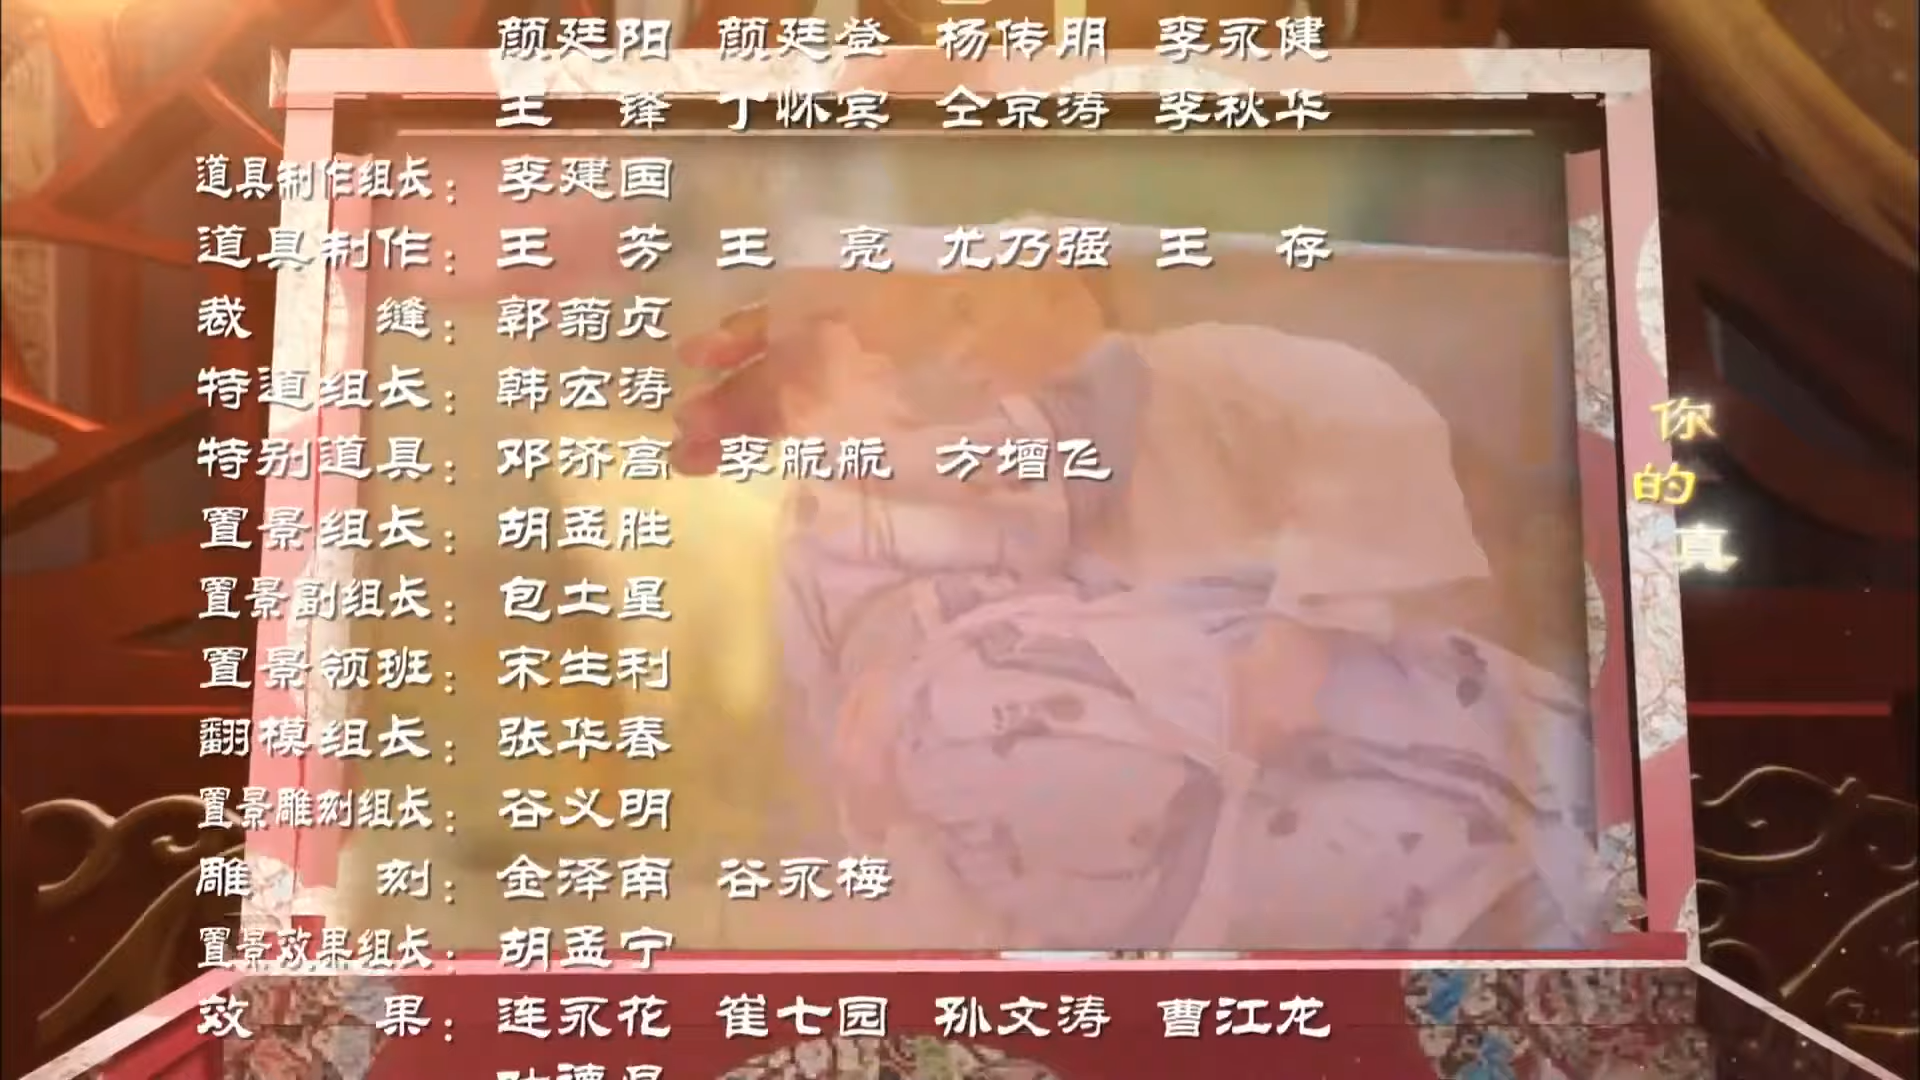 颜廷阳 颜廷登 杨传朋 李永健
王 锋 丁怀宾 仝京涛 李秋华
道具制作组长：李建国
道具制作：王 芳 王 亮 尤乃强 王 存
裁 缝：郭菊贞
特道组长：韩宏涛
特别道具：邓济高 李航航 方增飞
置景组长：胡孟胜
置景副组长：包土星
置景领班：宋生利
翻模组长：张华春
置景雕刻组长：谷义明
雕 刻：金泽南 谷永梅
置景效果组长：胡孟宁
效 果：连永花 崔七园 孙文涛 曹江龙
你的真